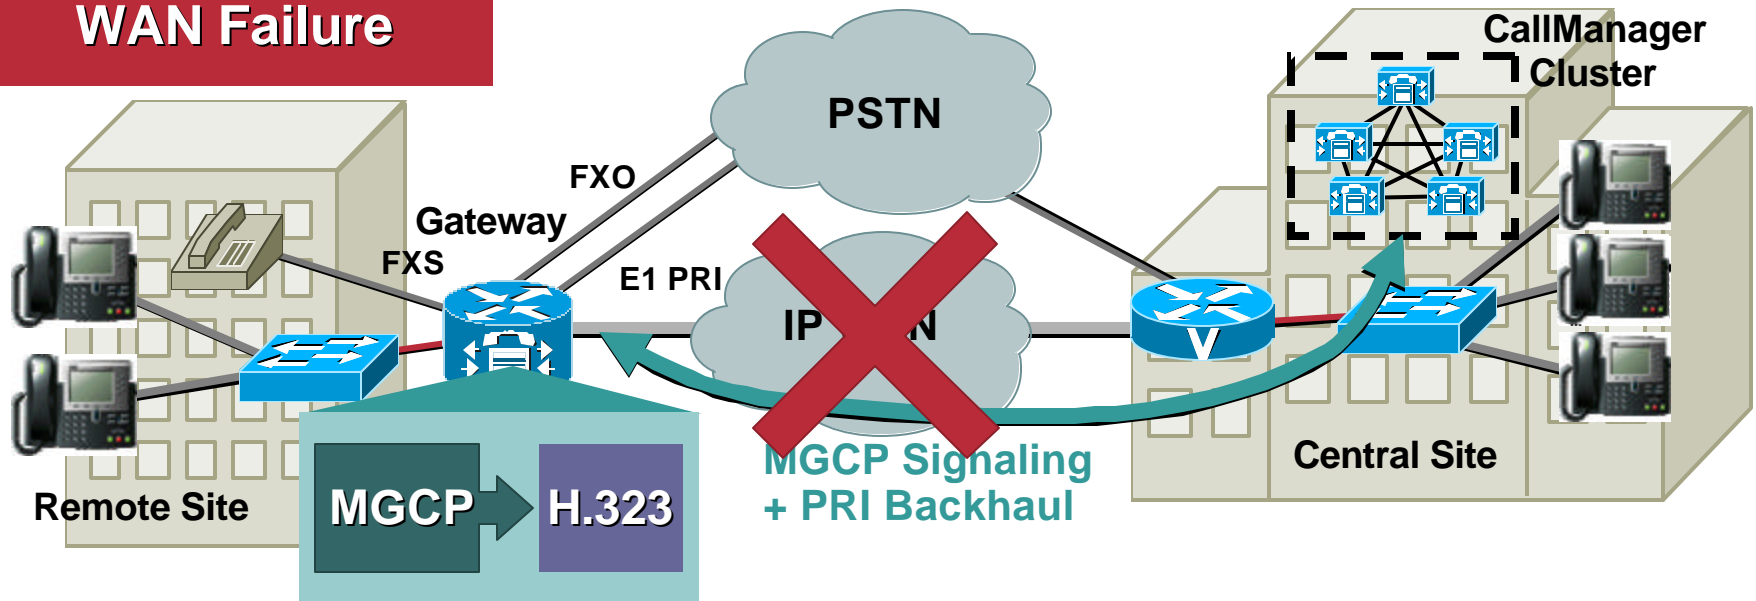 WAN Failure
CallManager
Cluster
PSTN
FXO
Gateway
FXS
E1 PRI
IP
N
V
MGCP Signaling
+ PRI Backhaul
Central Site
Remote Site
MGCP
H.323